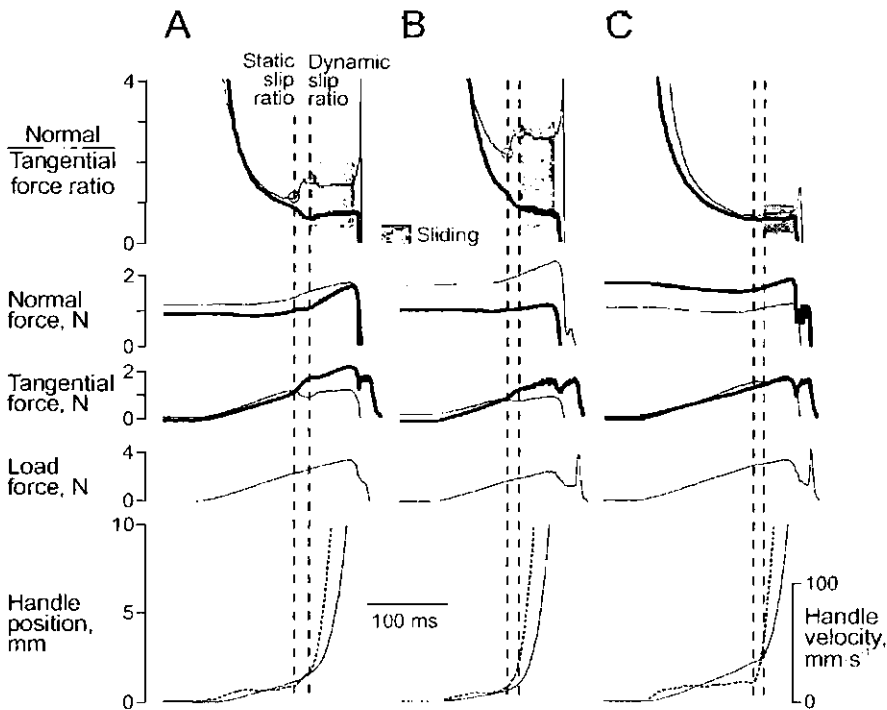 A
B
C
Static slip ratio
Dynamic slip ratio
4
0
Normal
Tangential
force ratio
Sliding
2
0
Normal
force, N
2
0
Tangential
force, N
4
2
0
Load
force, N
10
5
0
Handle
position,
mm
100 ms
100
0
Handle
velocity,
mm s⁻¹